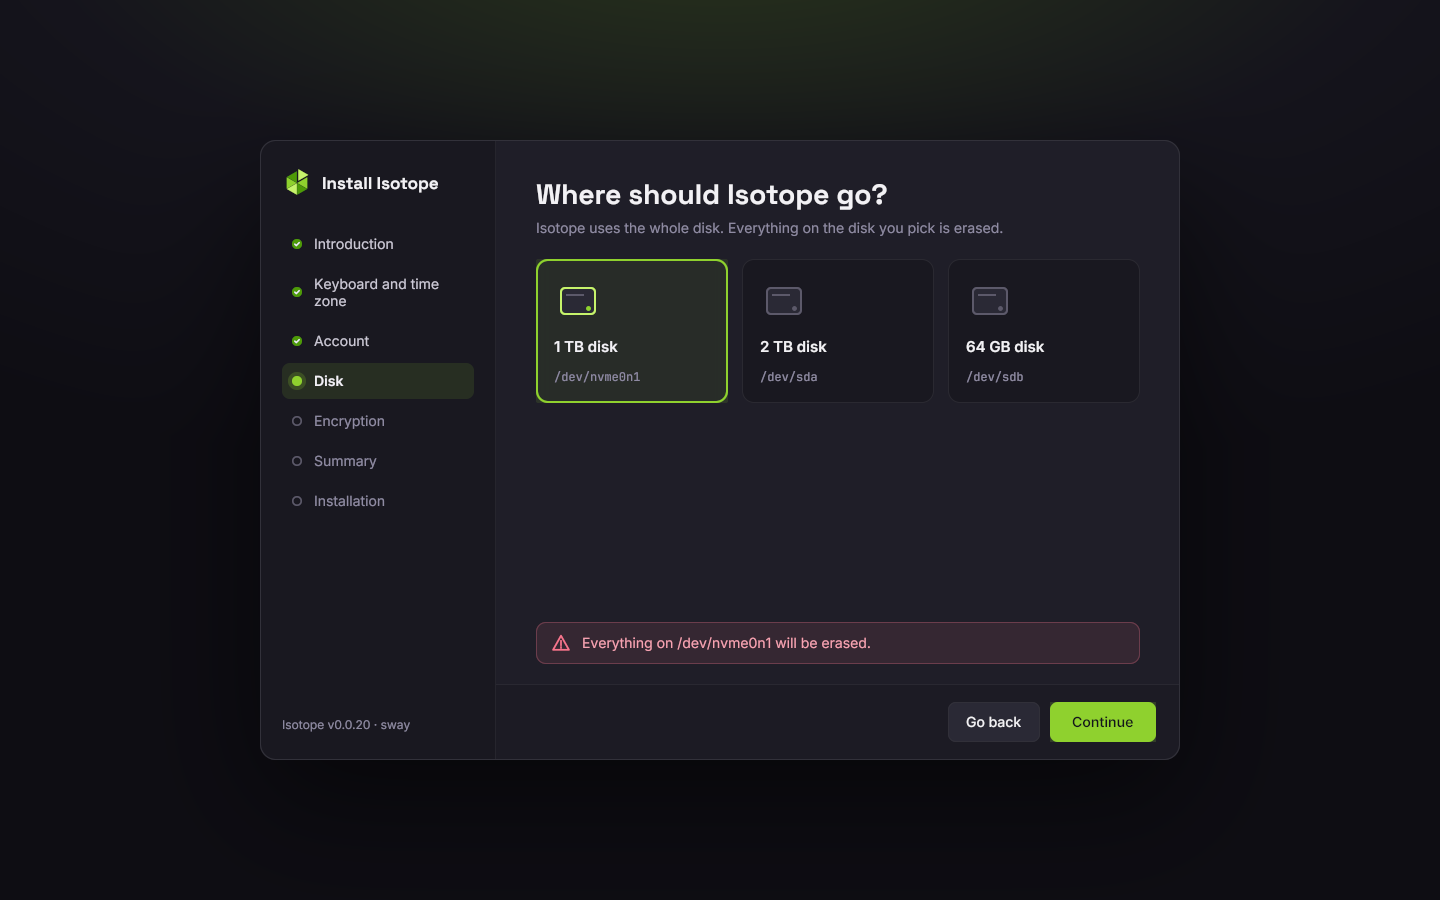 Install Isotope
Introduction
Keyboard and time
zone
Account
Disk
Encryption
Summary
Installation
Isotope v0.0.20 · sway
Where should Isotope go?
Isotope uses the whole disk. Everything on the disk you pick is erased.
1 TB disk
/dev/nvme0n1
2 TB disk
/dev/sda
64 GB disk
/dev/sdb
Everything on /dev/nvme0n1 will be erased.
Go back
Continue